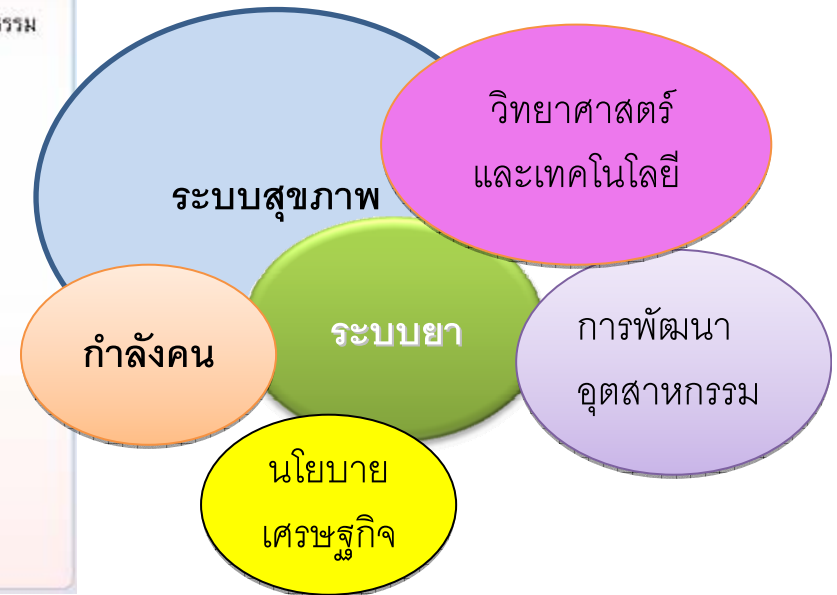 วิทยาศาสตร์
และเทคโนโลยี
ระบบสุขภาพ
กำลังคน
ระบบยา
การพัฒนา
อุตสาหกรรม
นโยบาย
เศรษฐกิจ